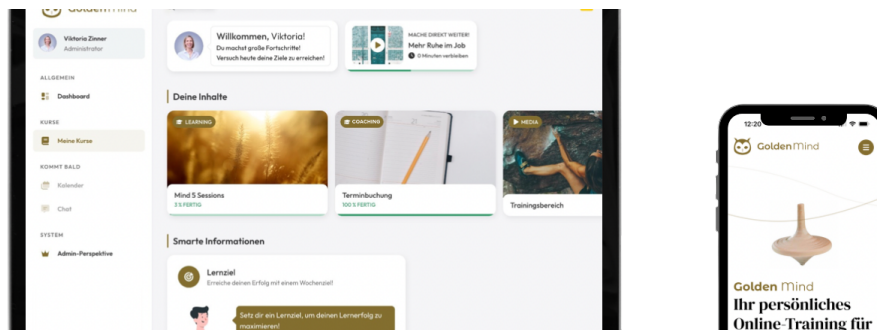 Golden Mind
Viktoria Zinner
Administrator
ALLGEMEIN
Dashboard
KURSE
Meine Kurse
KOMMT BALD
Kalender
Chat
SYSTEM
Admin-Perspektive
Willkommen, Viktoria!
Du machst große Fortschritte!
Versuch heute deine Ziele zu erreichen!
MACHE DIREKT WEITER!
Mehr Ruhe im Job
0 Minuten verbleiben
Deine Inhalte
LEARNING
Mind 5 Sessions
3 % FERTIG
COACHING
Terminbuchung
100 % FERTIG
MEDIA
Trainingsbereich
Smarte Informationen
Lernziel
Erreiche deinen Erfolg mit einem Wochenziel!
Setz dir ein Lernziel, um deinen Lernerfolg zu
maximieren!
12:20
Golden Mind
Golden Mind
Ihr persönliches
Online-Training für